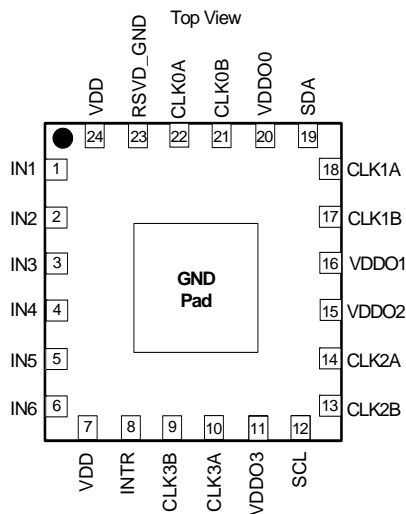 Top View
VDD
RSVD_GND
CLK0A
CLK0B
VDDO0
SDA
24
23
22
21
20
19
IN1
1
18
CLK1A
IN2
2
17
CLK1B
IN3
3
16
VDDO1
GND
Pad
IN4
4
15
VDDO2
IN5
5
14
CLK2A
IN6
6
13
CLK2B
7
8
9
10
11
12
VDD
INTR
CLK3B
CLK3A
VDDO3
SCL